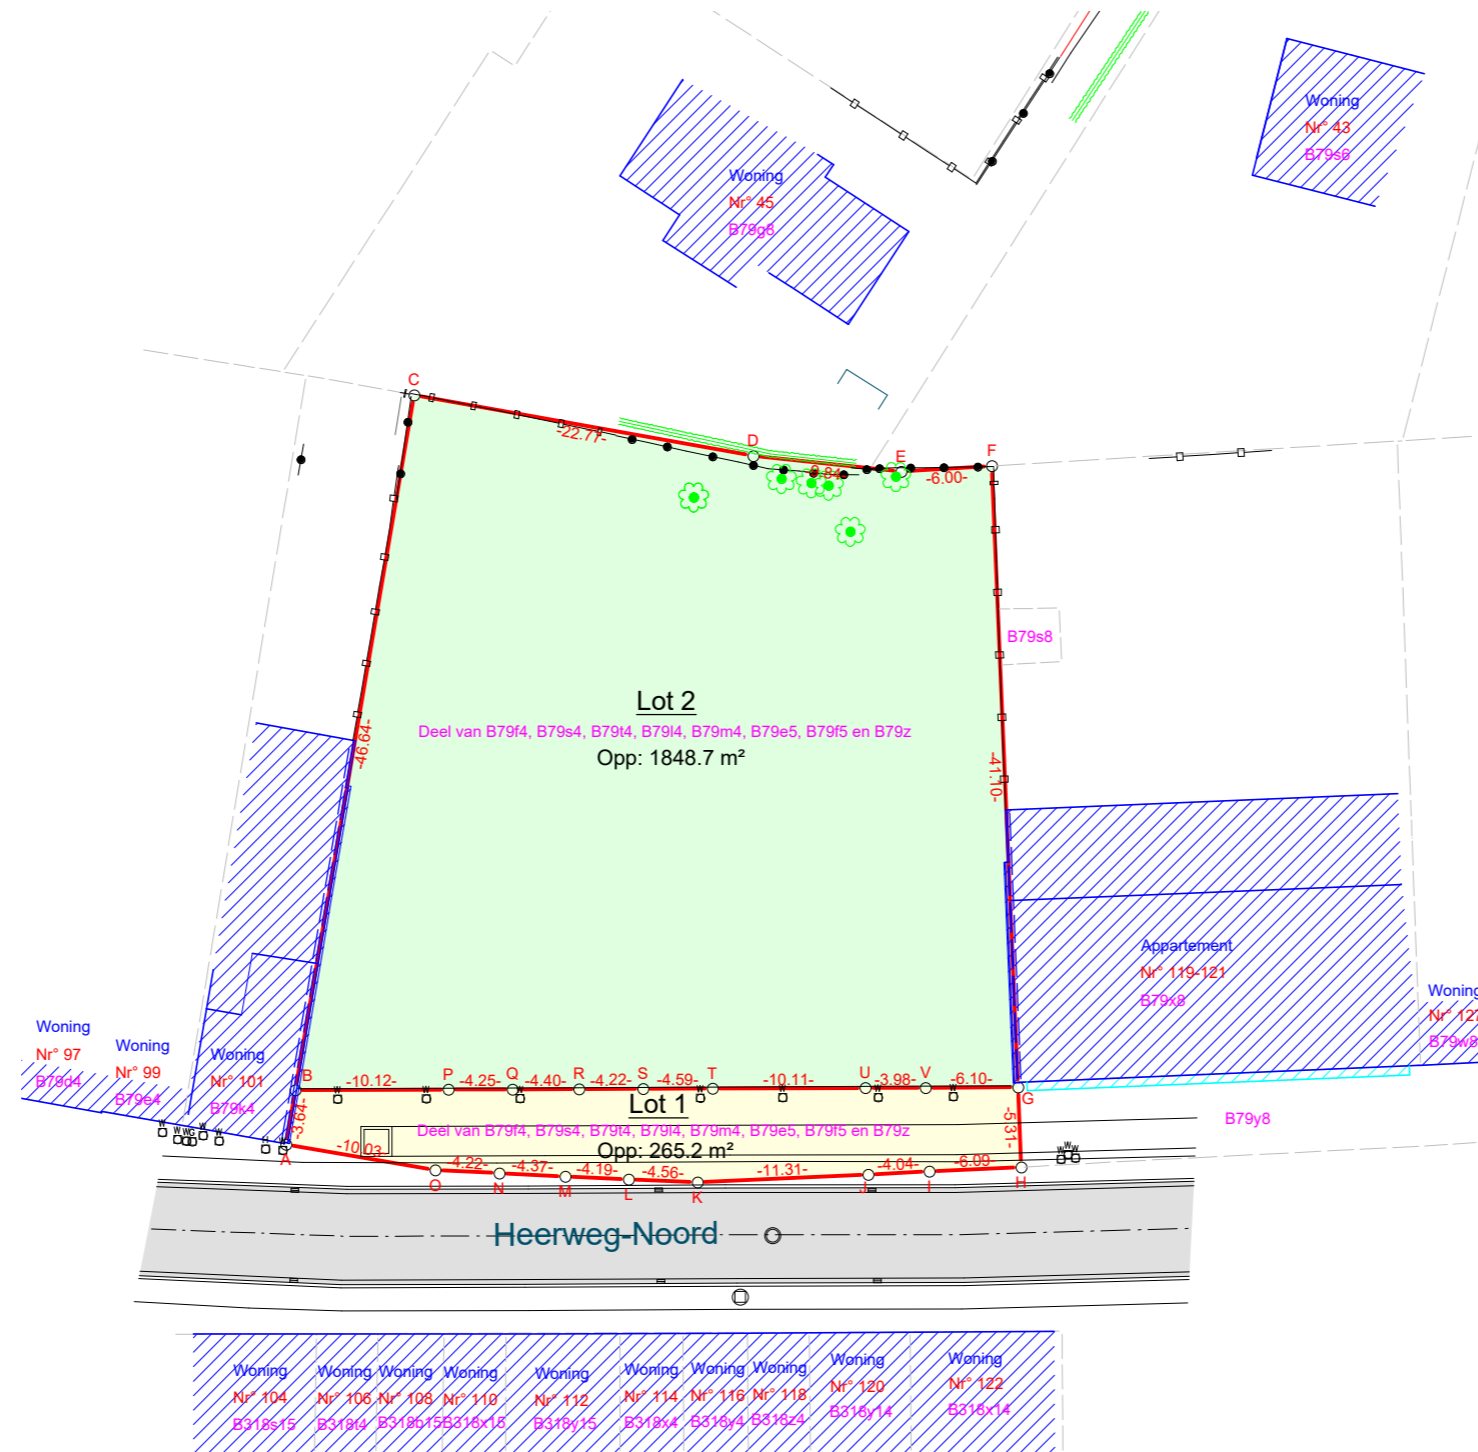 Woning
Nr° 43
B79s6
Woning
Nr° 45
B79g8
C
D
E
F
-22.77-
-6.00-
B79s8
Lot 2
Deel van B79f4, B79s4, B79t4, B79l4, B79m4, B79e5, B79f5 en B79z
Opp: 1848.7 m²
-46.64-
-41.10-
Appartement
Nr° 119-121
B79x8
Woning
Nr° 127
B79w8
Woning
Nr° 97
B79d4
Woning
Nr° 99
B79e4
Woning
Nr° 101
B79k4
B
-10.12-
P
-4.25-
Q
-4.40-
R
-4.22-
S
-4.59-
T
-10.11-
U
-3.98-
V
-6.10-
G
Lot 1
Deel van B79f4, B79s4, B79t4, B79l4, B79m4, B79e5, B79f5 en B79z
Opp: 265.2 m²
-3.64-
-5.31-
B79y8
A
-10.03-
O
-4.22-
N
-4.37-
M
-4.19-
L
-4.56-
K
-11.31-
J
-4.04-
I
-6.09-
H
Heerweg-Noord
Woning
Nr° 104
B318s15
Woning
Nr° 106
B318t4
Woning
Nr° 108
B318b15
Woning
Nr° 110
B318x15
Woning
Nr° 112
B318y15
Woning
Nr° 114
B318x4
Woning
Nr° 116
B318y4
Woning
Nr° 118
B318z4
Woning
Nr° 120
B318y14
Woning
Nr° 122
B318x14